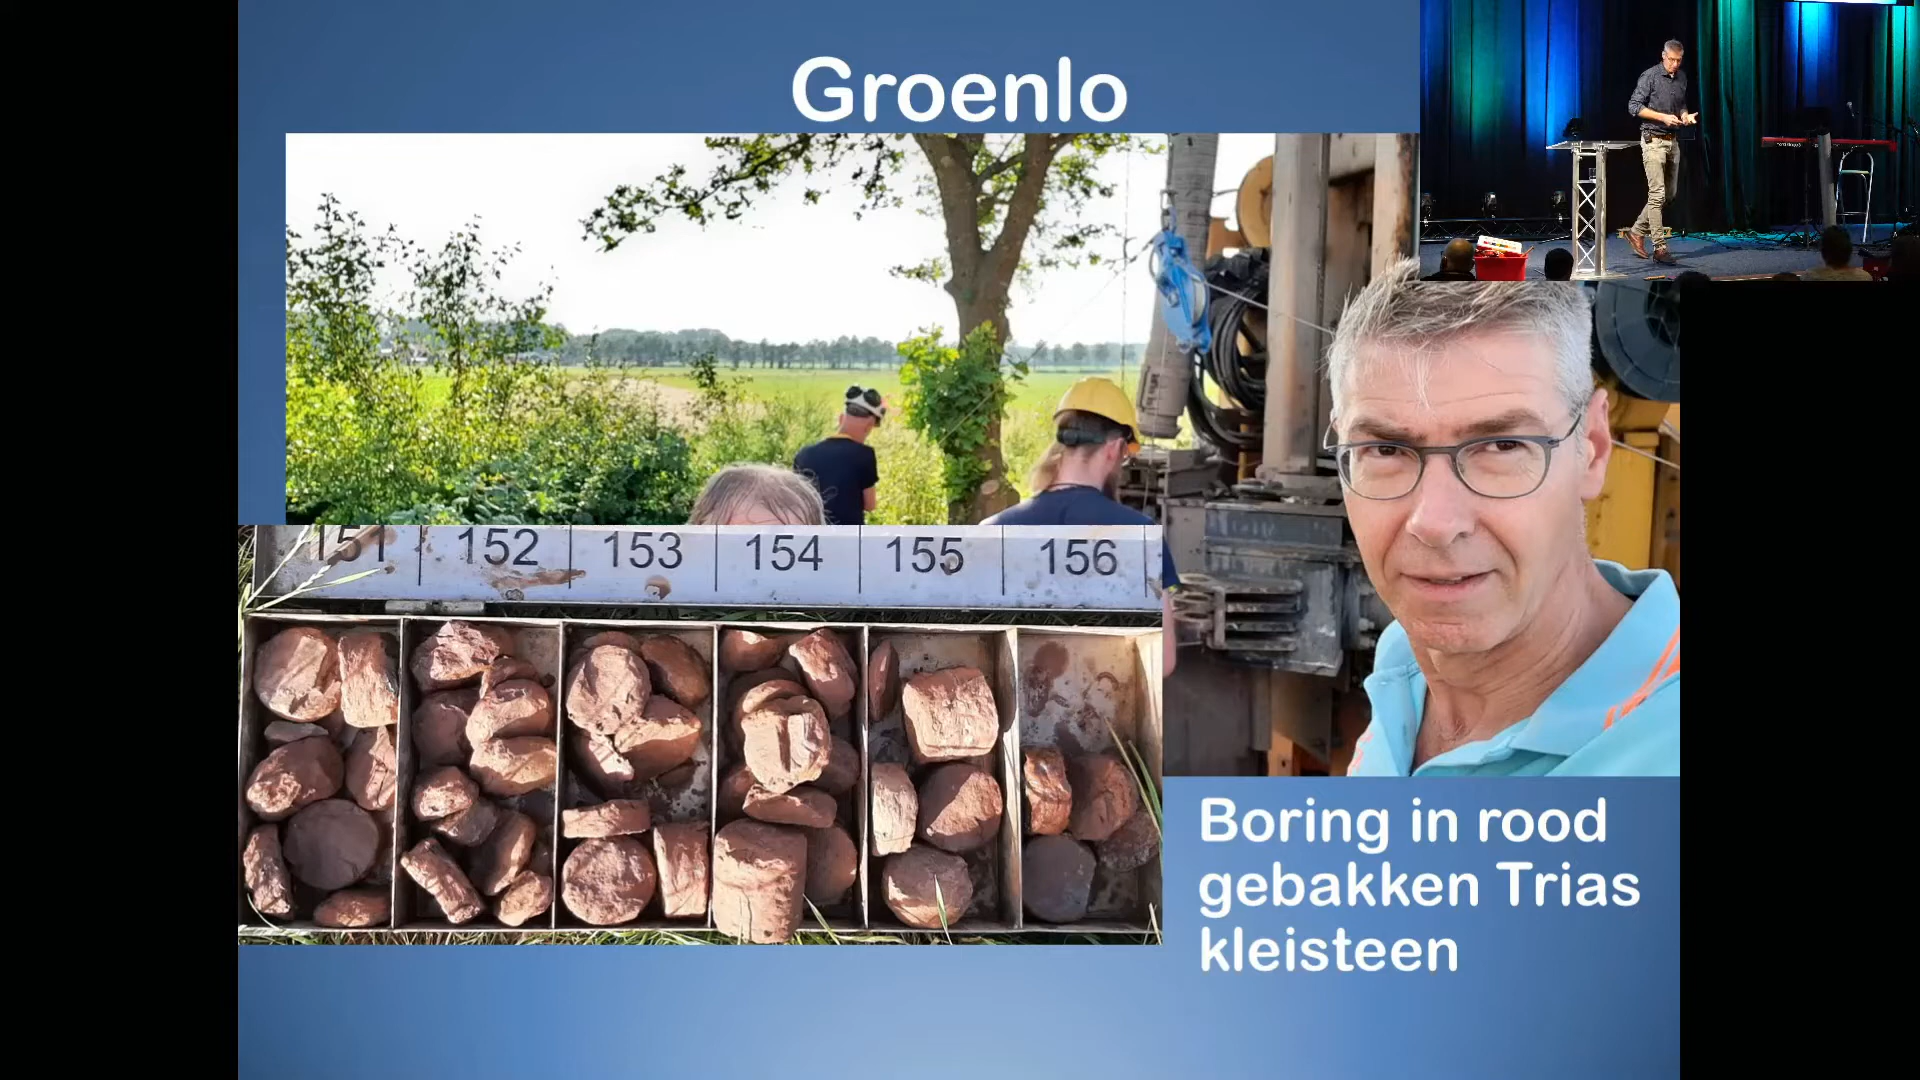 Groenlo
151 152 153 154 155 156
Boring in rood
gebakken Trias
kleisteen